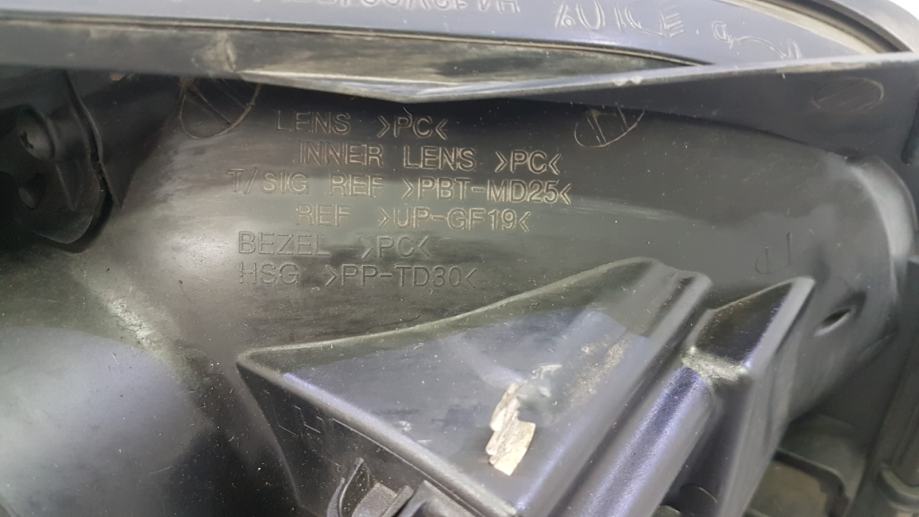 LENS >PC<
INNER LENS >PC<
T/SIG REF >PBT-MD25<
REF >UP-GF19<
BEZEL >PC<
HSG >PP-TD30<